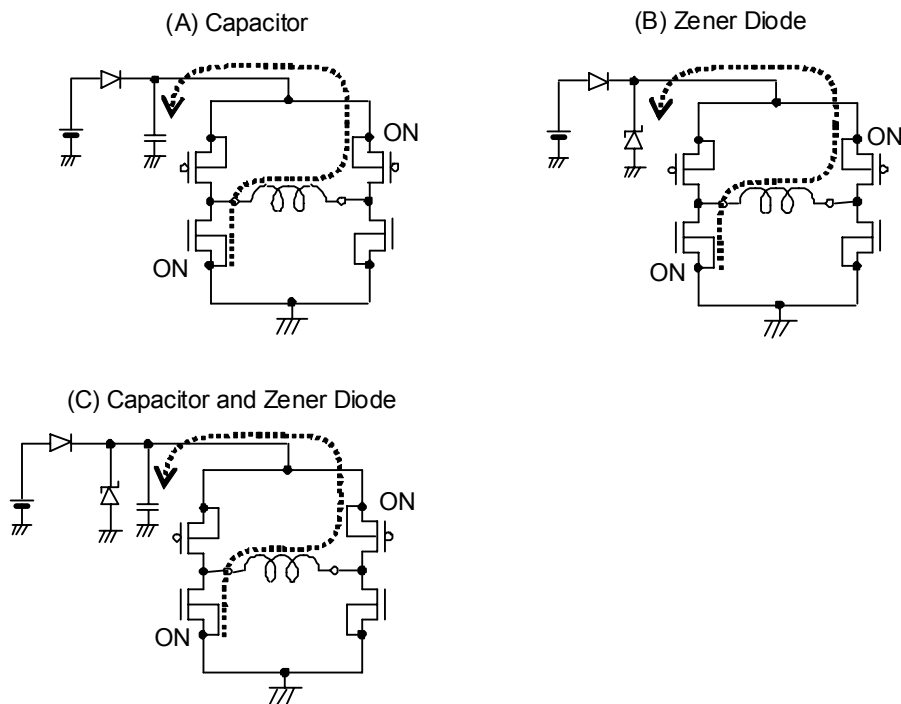 (A) Capacitor
(B) Zener Diode
ON
ON
ON
ON
(C) Capacitor and Zener Diode
ON
ON